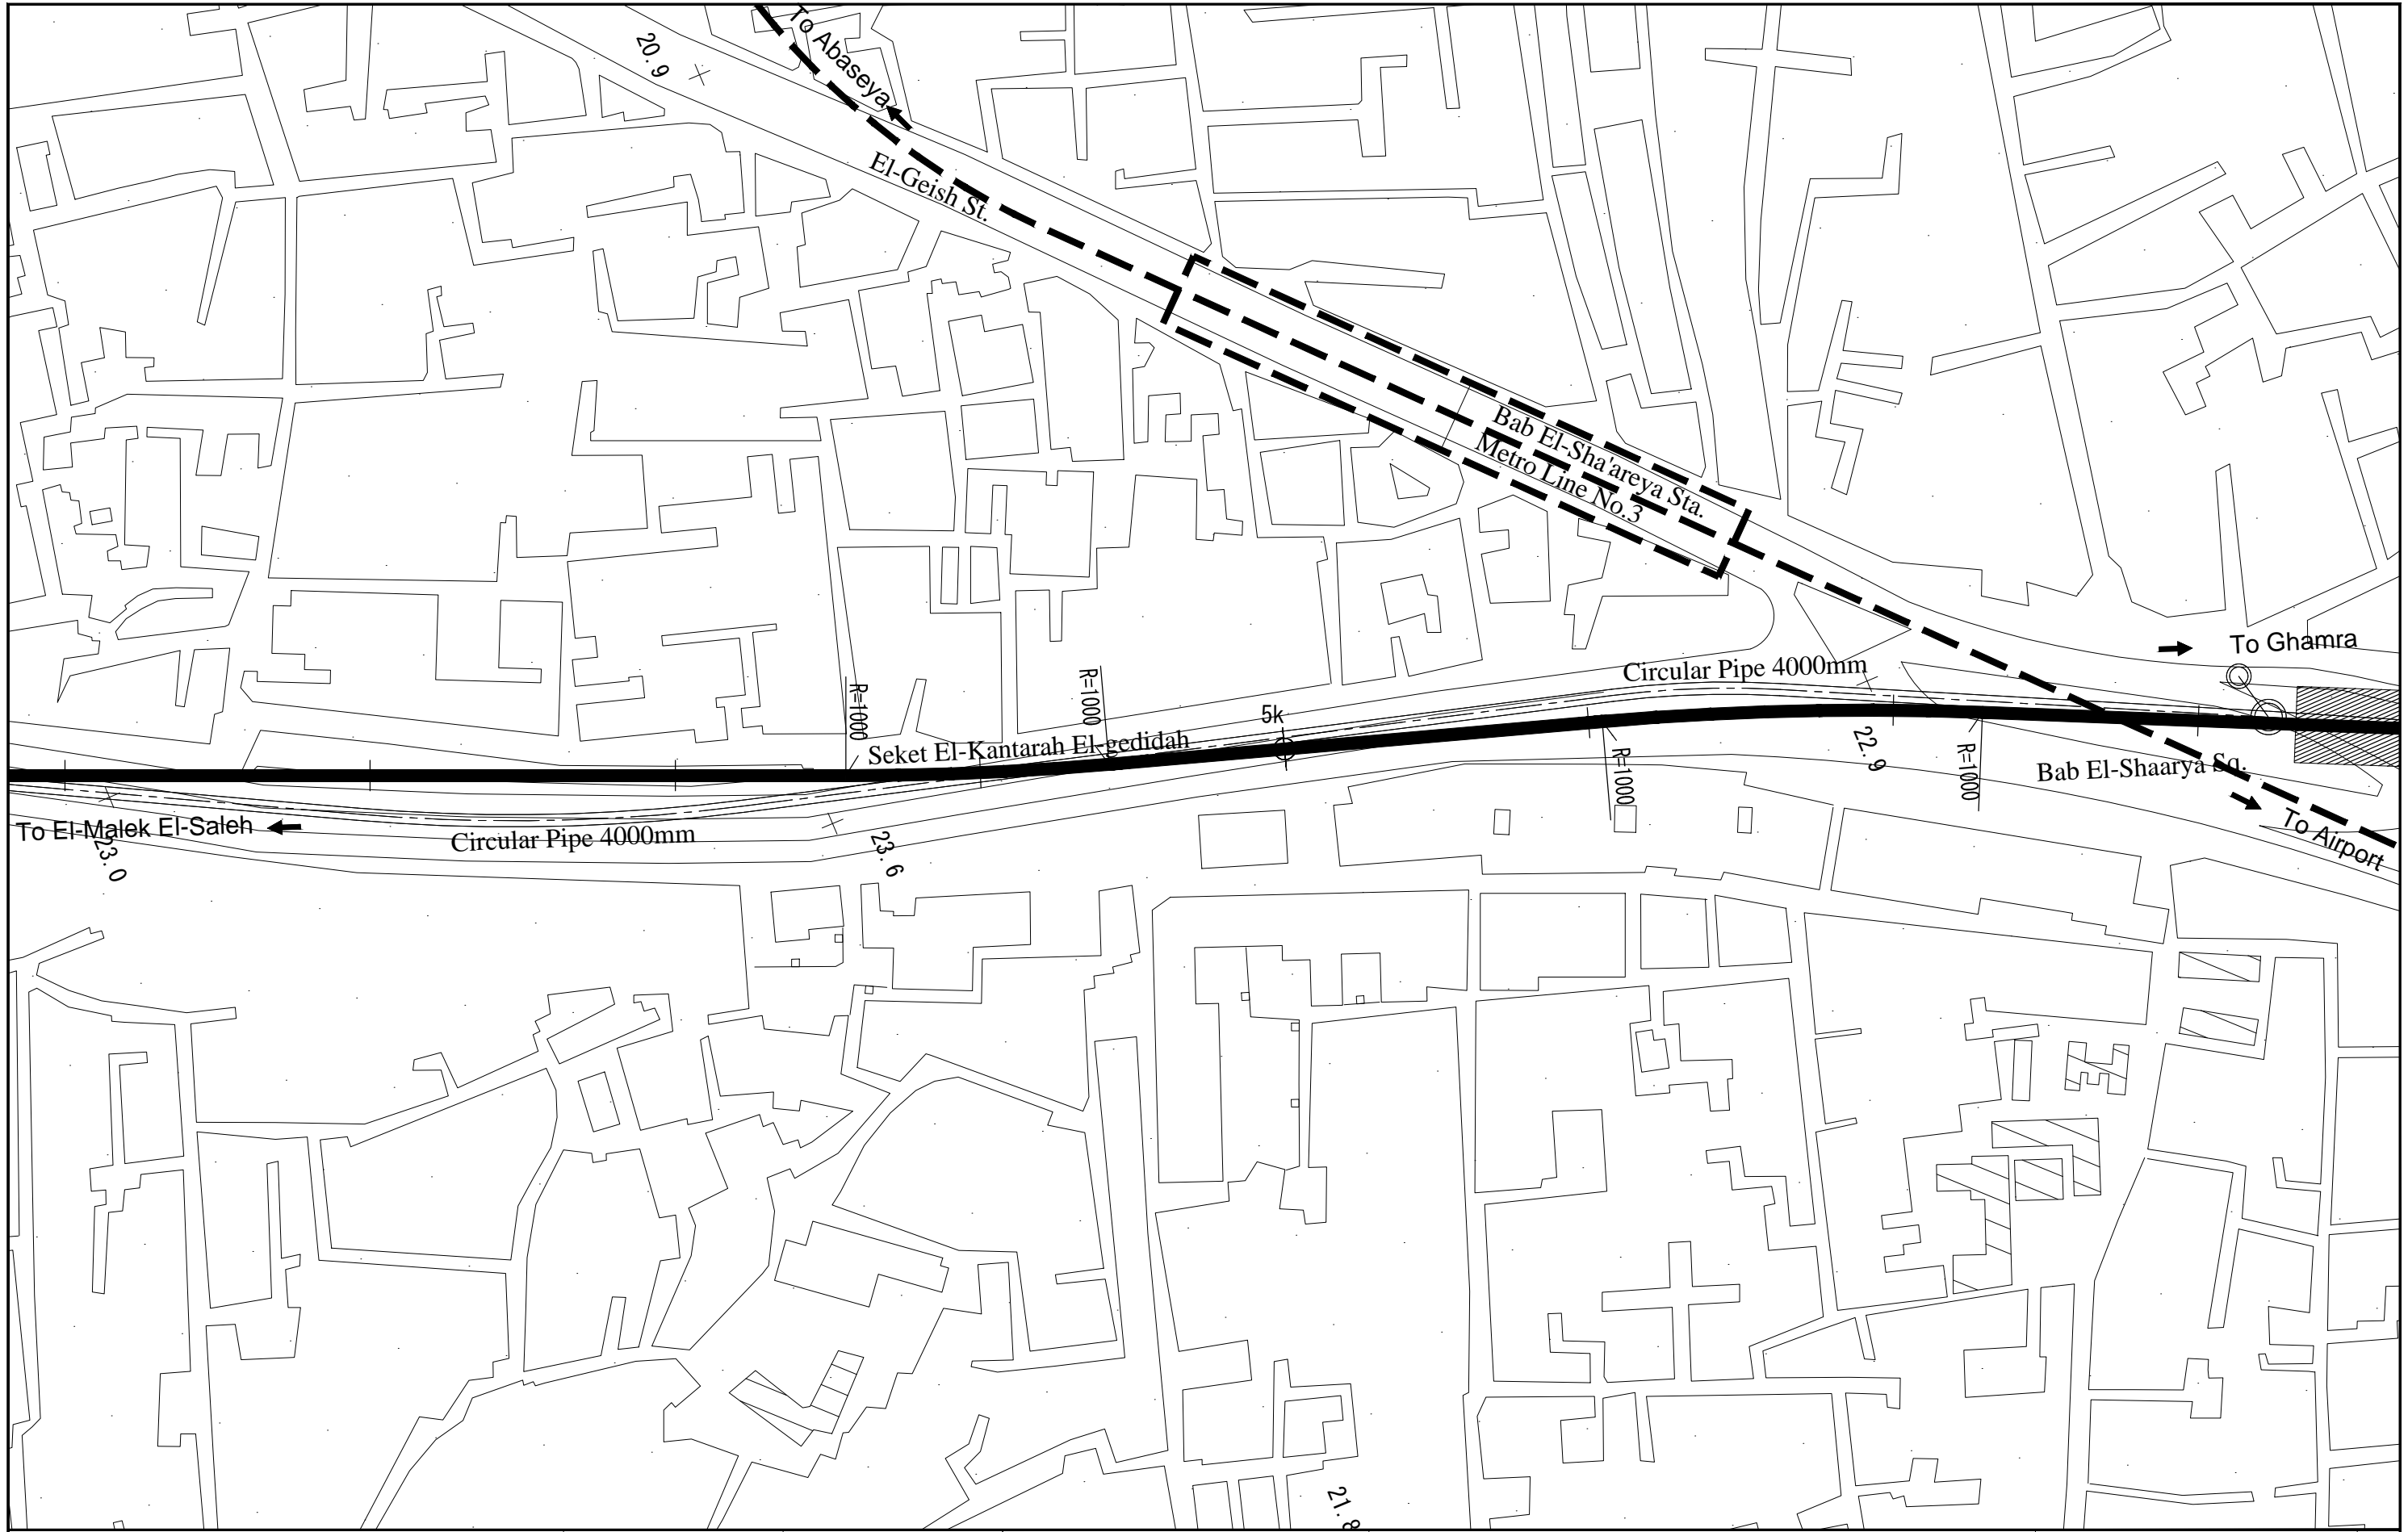 To Abaseya
20.9
El-Geish St.
Bab El-Sha'areya Sta.
Metro Line No.3
To Ghamra
Circular Pipe 4000mm
R=1000
R=1000
5k
Seket El-Kantarah El-gedidah
R=1000
22.9
R=1000
Bab El-Shaarya Sq.
To El-Malek El-Saleh
Circular Pipe 4000mm
23.0
23.6
To Airport
21.8